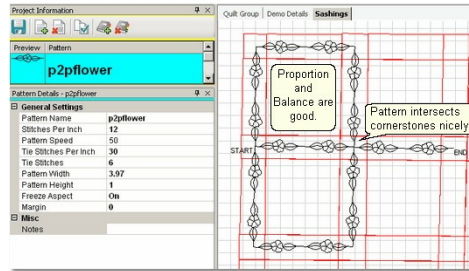 Project Information
Quilt Group
Demo Details
Sashings
Preview
Pattern
p2pflower
Pattern Details - p2pflower
General Settings
Pattern Name p2pflower
Stitches Per Inch 12
Pattern Speed 50
Tie Stitches Per Inch 30
Tie Stitches 6
Pattern Width 3.97
Pattern Height 1
Freeze Aspect On
Margin 0
Misc
Notes
Proportion
and
Balance are
good.
Pattern intersects
cornerstones nicely
START
END